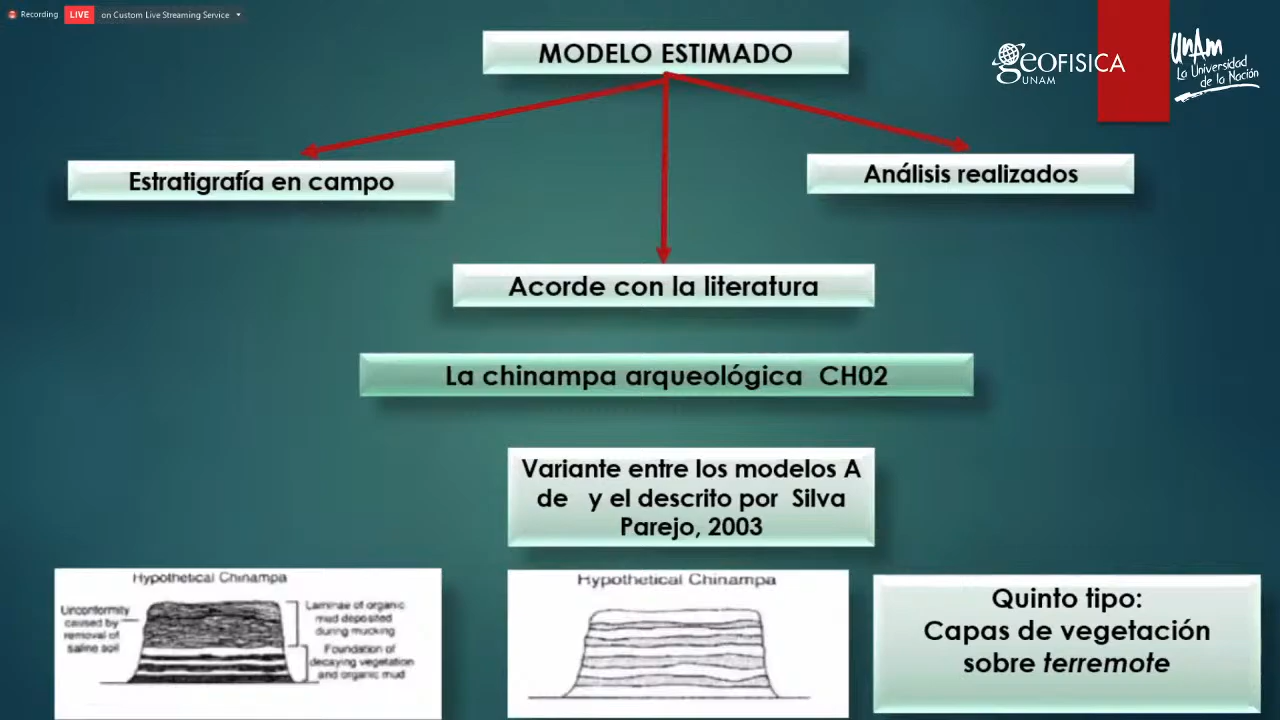 Recording LIVE on Custom Live Streaming Service
MODELO ESTIMADO
GEOFISICA
UNAM
UnAm
La Universidad
de la Nación
Estratigrafía en campo
Análisis realizados
Acorde con la literatura
La chinampa arqueológica CH02
Variante entre los modelos A
de y el descrito por Silva
Parejo, 2003
Hypothetical Chinampa
Unconformity
caused by
removal of
saline soil
Laminae of organic
mud deposited
during mucking
Foundation of
decaying vegetation
and organic mud
Hypothetical Chinampa
Quinto tipo:
Capas de vegetación
sobre terremote